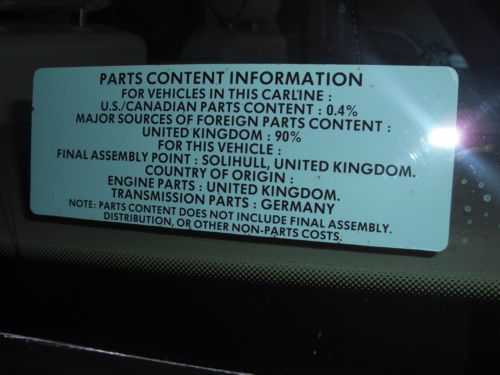 PARTS CONTENT INFORMATION
FOR VEHICLES IN THIS CARLINE :
U.S./CANADIAN PARTS CONTENT : 0.4%
MAJOR SOURCES OF FOREIGN PARTS CONTENT :
UNITED KINGDOM : 90%
FOR THIS VEHICLE :
FINAL ASSEMBLY POINT : SOLIHULL, UNITED KINGDOM.
COUNTRY OF ORIGIN :
ENGINE PARTS : UNITED KINGDOM.
TRANSMISSION PARTS : GERMANY
NOTE: PARTS CONTENT DOES NOT INCLUDE FINAL ASSEMBLY.
DISTRIBUTION, OR OTHER NON-PARTS COSTS.